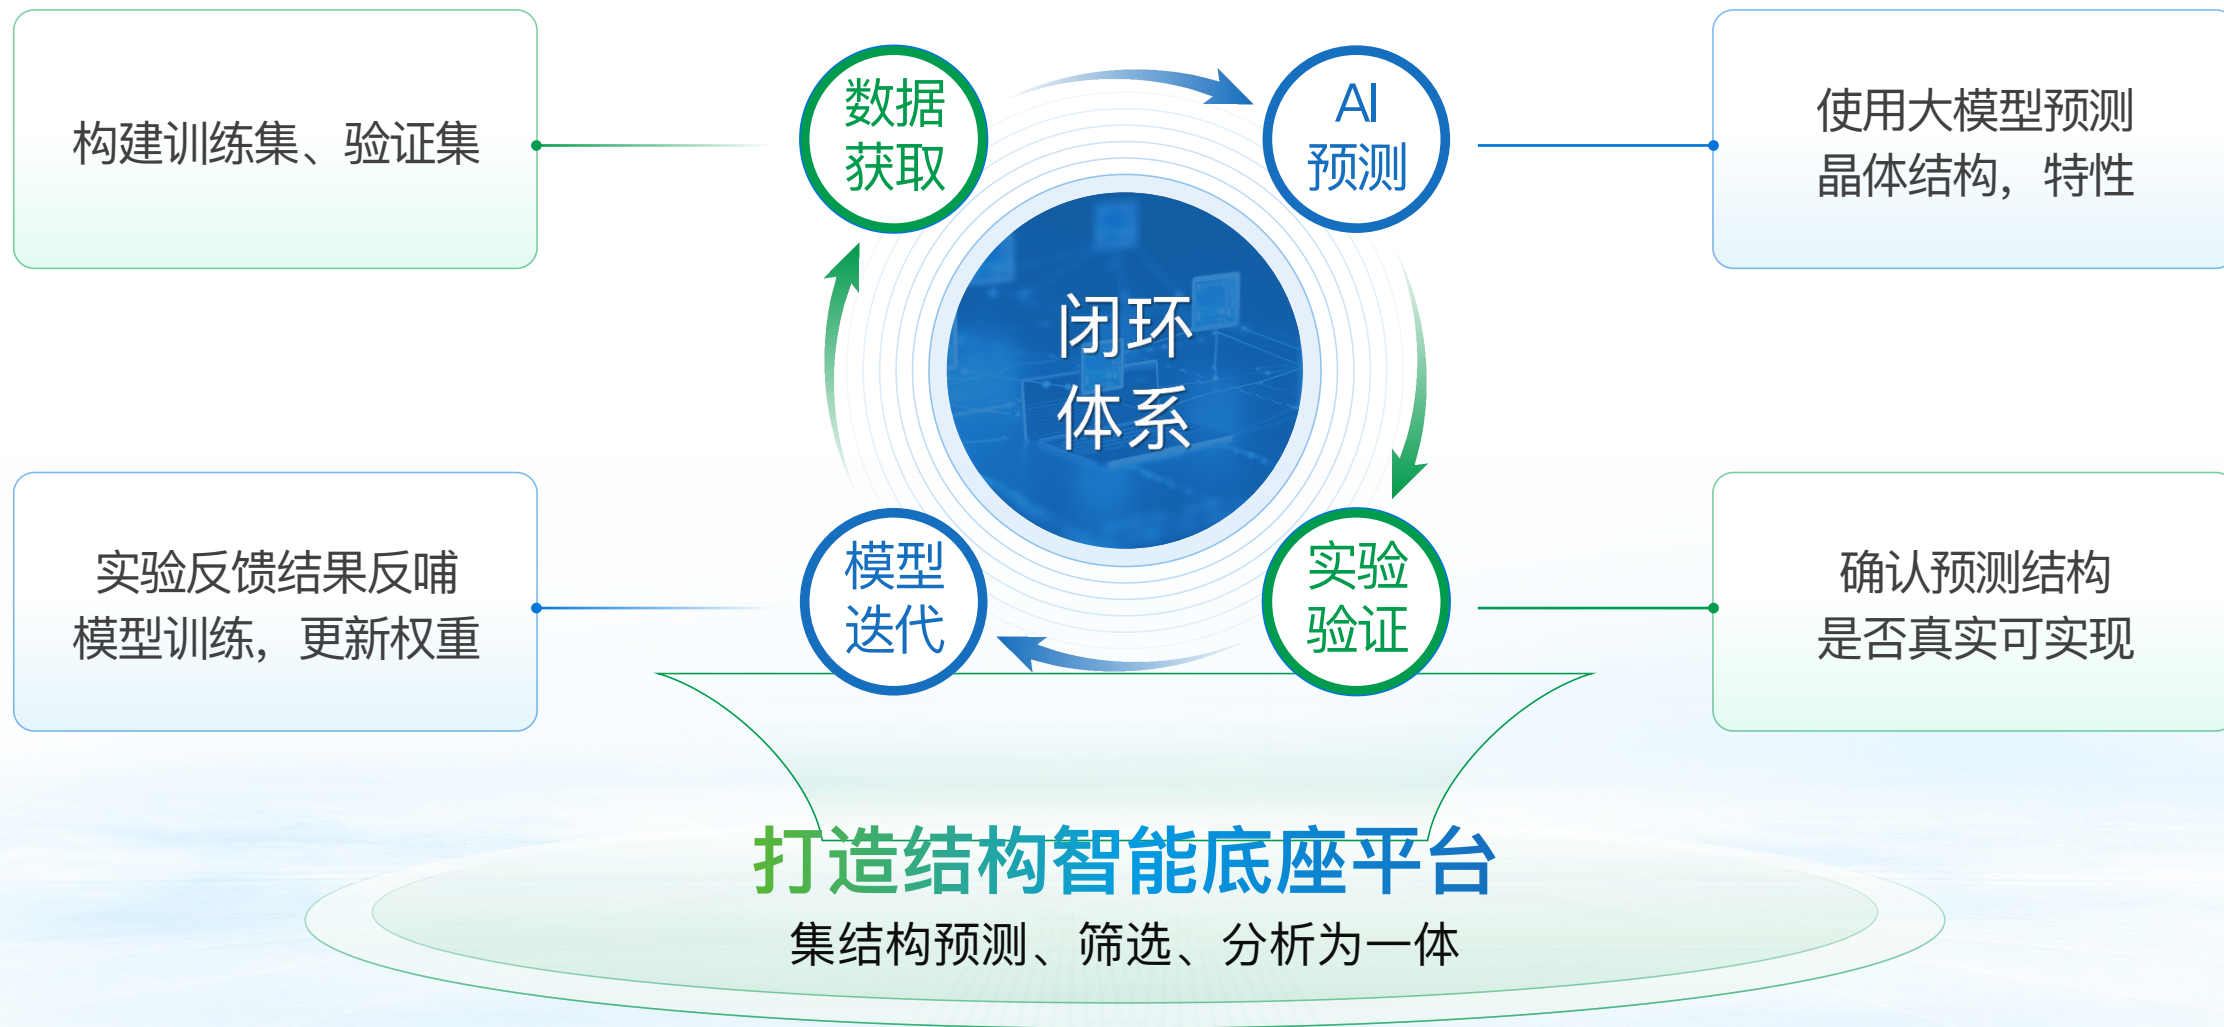 构建训练集、验证集
数据
获取
AI
预测
使用大模型预测
晶体结构，特性
闭环
体系
实验反馈结果反哺
模型训练，更新权重
模型
迭代
实验
验证
确认预测结构
是否真实可实现
打造结构智能底座平台
集结构预测、筛选、分析为一体